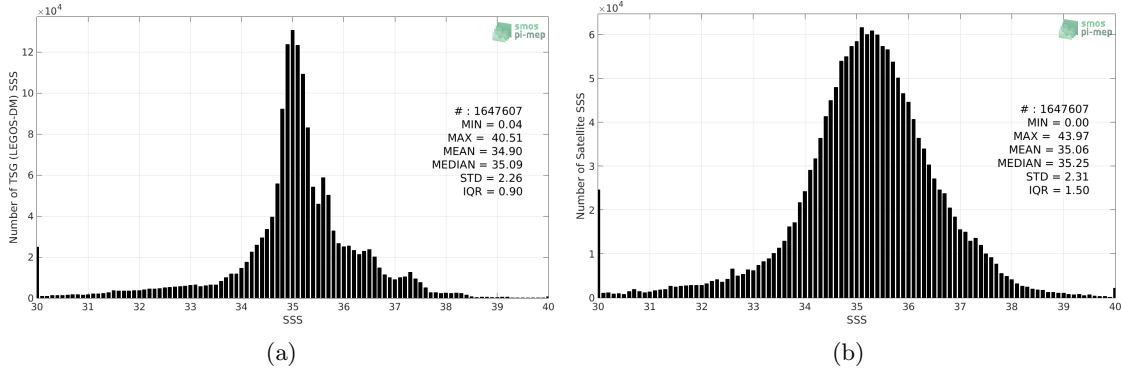 ×10⁴
smos
pi-mep
12
10
8
6
4
2
0
Number of TSG (LEGOS-DM) SSS
# : 1647607
MIN = 0.04
MAX = 40.51
MEAN = 34.90
MEDIAN = 35.09
STD = 2.26
IQR = 0.90
30 31 32 33 34 35 36 37 38 39 40
SSS
(a)
×10⁴
smos
pi-mep
6
5
4
3
2
1
0
Number of Satellite SSS
# : 1647607
MIN = 0.00
MAX = 43.97
MEAN = 35.06
MEDIAN = 35.25
STD = 2.31
IQR = 1.50
30 31 32 33 34 35 36 37 38 39 40
SSS
(b)